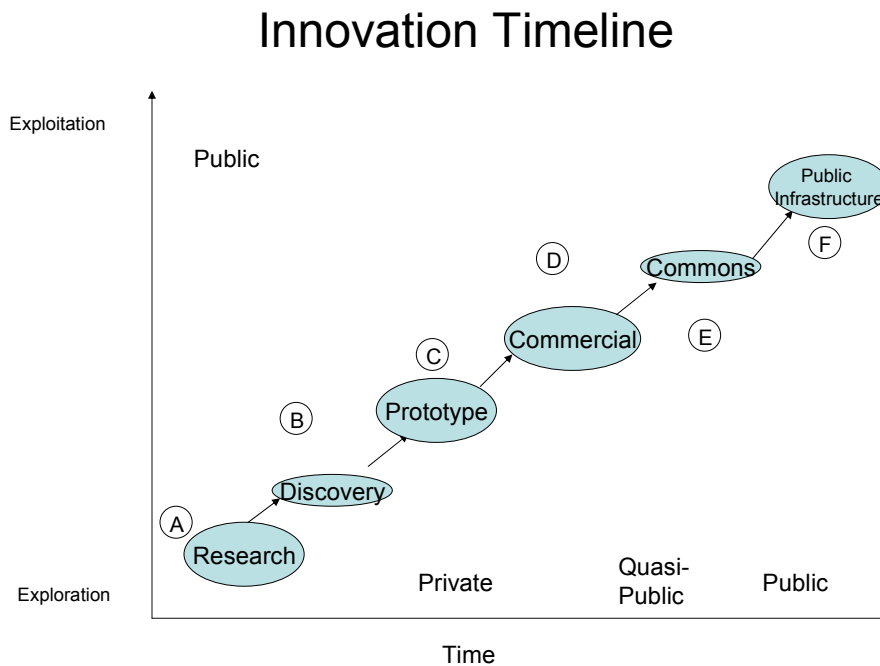 Innovation Timeline
Exploitation
Public
Public
Infrastructure
F
D
Commons
E
Commercial
C
Prototype
B
Discovery
A
Research
Private
Quasi-
Public
Public
Exploration
Time